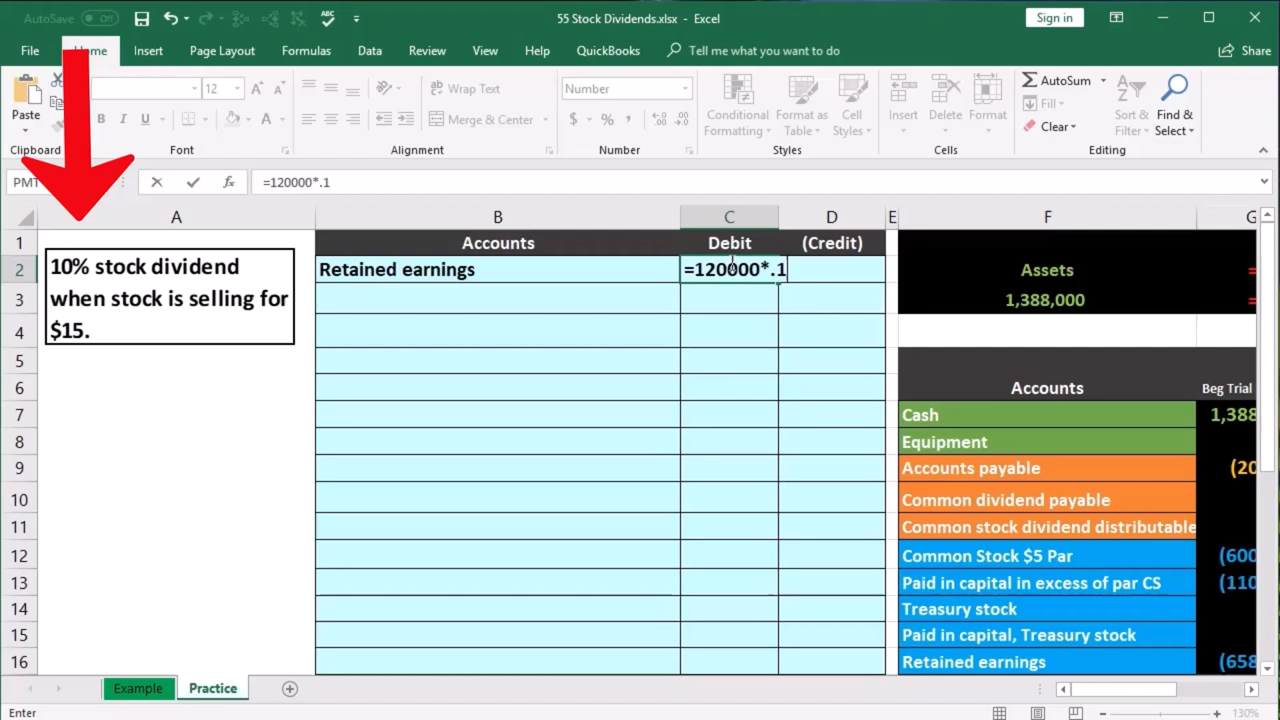 AutoSave Off 55 Stock Dividends.xlsx - Excel Sign in
File Home Insert Page Layout Formulas Data Review View Help QuickBooks Tell me what you want to do Share
Paste
Clipboard
12
B I U
Font
Wrap Text
Merge & Center
Alignment
Number
$ % ,
Number
Conditional Formatting
Format as Table
Cell Styles
Styles
Insert Delete Format
Cells
AutoSum
Fill
Clear
Sort & Filter
Find & Select
Editing
PMT fx =120000*.1
A B C D E F G
1 Accounts Debit (Credit)
2 Retained earnings =120000*.1 Assets =
3 1,388,000 =
4
5
6 Accounts Beg Trial
7 Cash 1,388
8 Equipment
9 Accounts payable (20
10 Common dividend payable
11 Common stock dividend distributable
12 Common Stock $5 Par (600
13 Paid in capital in excess of par CS (110
14 Treasury stock
15 Paid in capital, Treasury stock
16 Retained earnings (658
10% stock dividend
when stock is selling for
$15.
Example Practice
Enter 130%